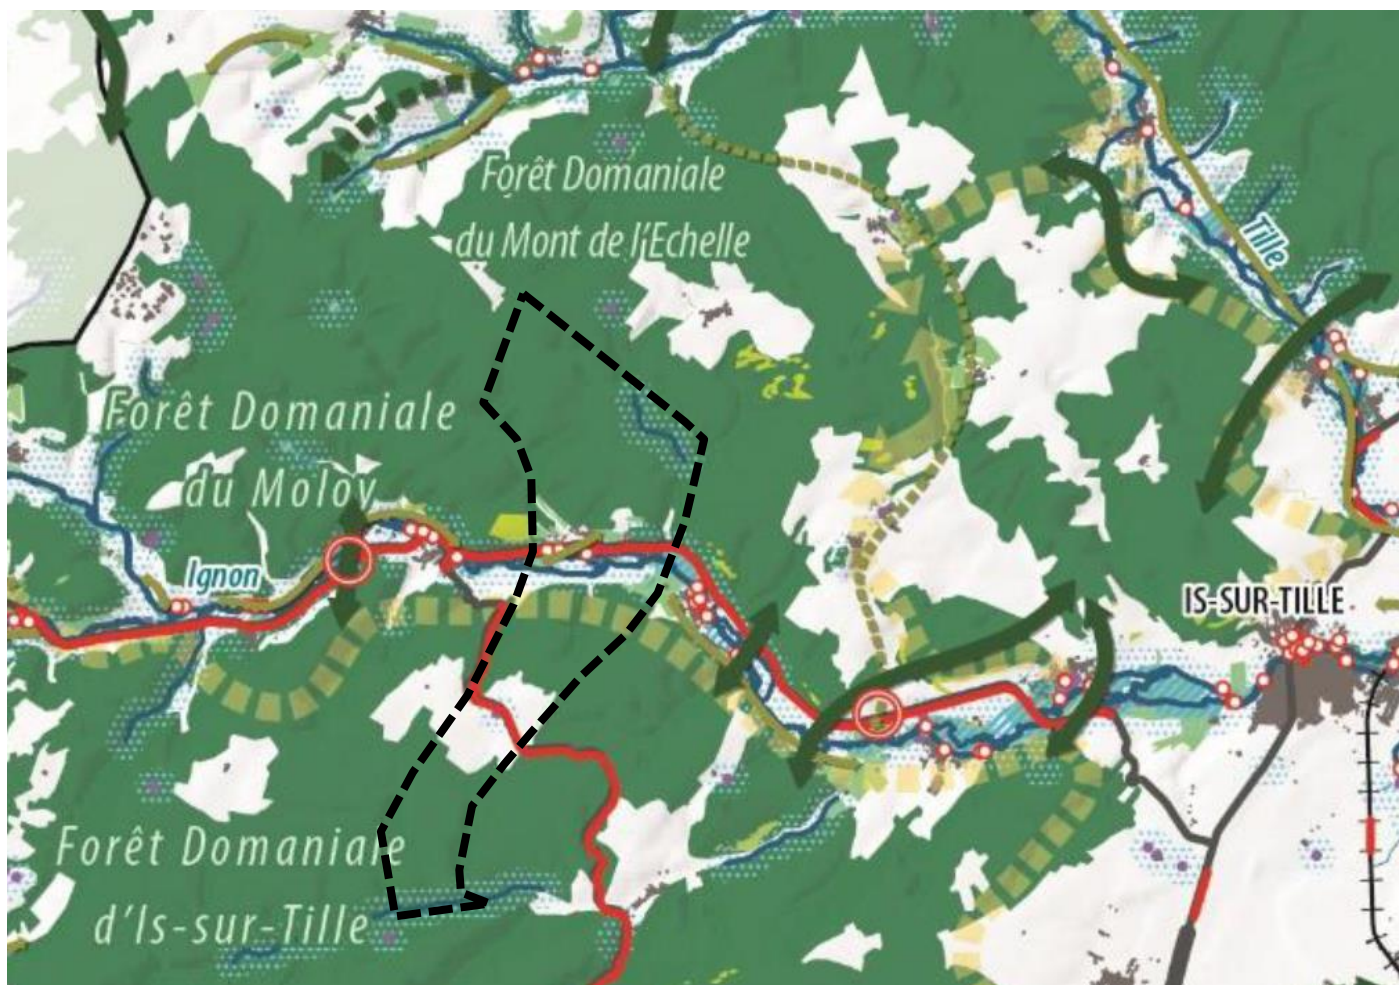 Forêt Domaniale
du Mont de l'Echelle
Tille
Forêt Domaniale
du Moloy
Ignon
IS-SUR-TILLE
Forêt Domaniale
d'Is-sur-Tille